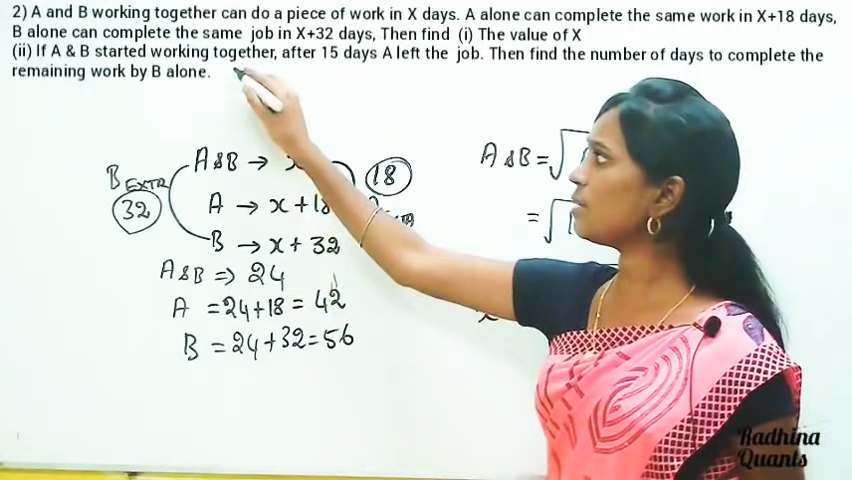 2) A and B working together can do a piece of work in X days. A alone can complete the same work in X+18 days,
B alone can complete the same job in X+32 days, Then find (i) The value of X
(ii) If A & B started working together, after 15 days A left the job. Then find the number of days to complete the
remaining work by B alone.
A&B → x
B EXTRA
32
18
A → x + 18
B → x + 32
A&B ⇒ 24
A = 24+18 = 42
B = 24+32=56
A&B = √
= √
Radhina
Quants